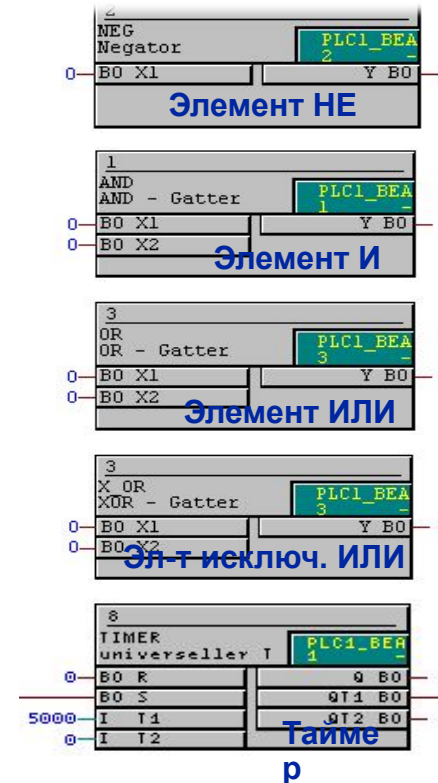 2
NEG
Negator
PLC1_BEA
2 -
0 BO X1 Y BO
Элемент НЕ
1
AND
AND - Gatter
PLC1_BEA
1 -
0 BO X1 Y BO
0 BO X2
Элемент И
3
OR
OR - Gatter
PLC1_BEA
3 -
0 BO X1 Y BO
0 BO X2
Элемент ИЛИ
3
X_OR
XOR - Gatter
PLC1_BEA
3 -
0 BO X1 Y BO
0 BO X2
Эл-т исключ. ИЛИ
8
TIMER
universeller T
PLC1_BEA
1 -
0 BO R Q BO
BO S QT1 BO
5000 I T1 QT2 BO
0 I T2
Тайме
р